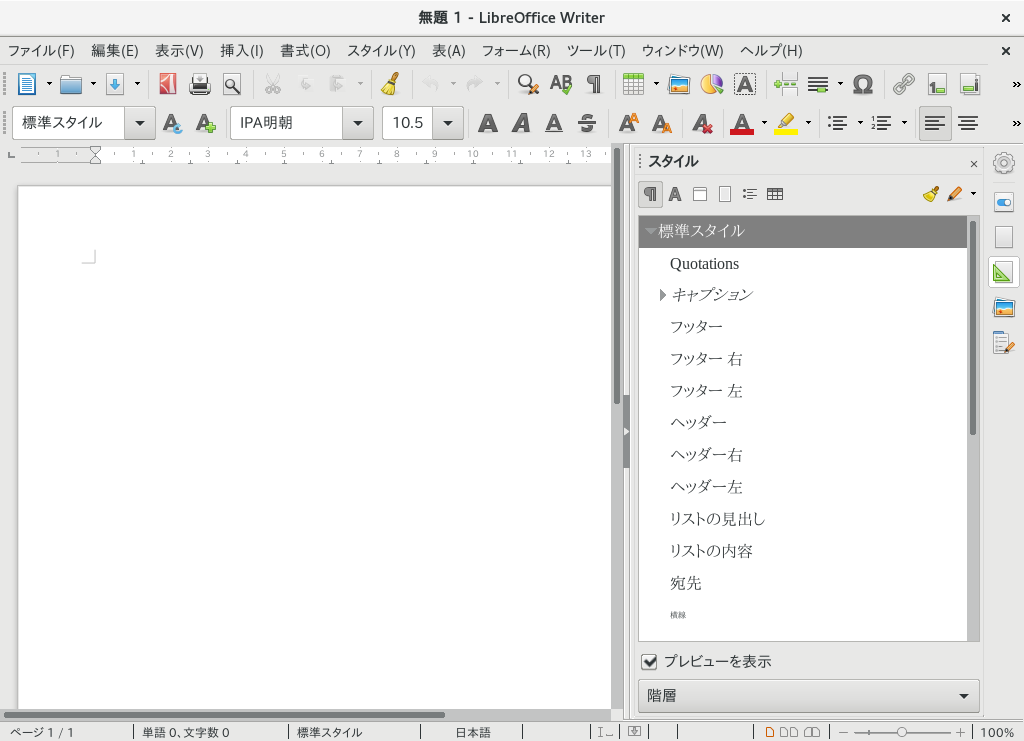 無題 1 - LibreOffice Writer
ファイル(F) 編集(E) 表示(V) 挿入(I) 書式(O) スタイル(Y) 表(A) フォーム(R) ツール(T) ウィンドウ(W) ヘルプ(H)
標準スタイル IPA明朝 10.5
1 1 2 3 4 5 6 7 8 9 10 11 12 13
スタイル
標準スタイル
Quotations
キャプション
フッター
フッター 右
フッター 左
ヘッダー
ヘッダー右
ヘッダー左
リストの見出し
リストの内容
宛先
横線
プレビューを表示
階層
ページ 1 / 1 単語 0、文字数 0 標準スタイル 日本語 100%